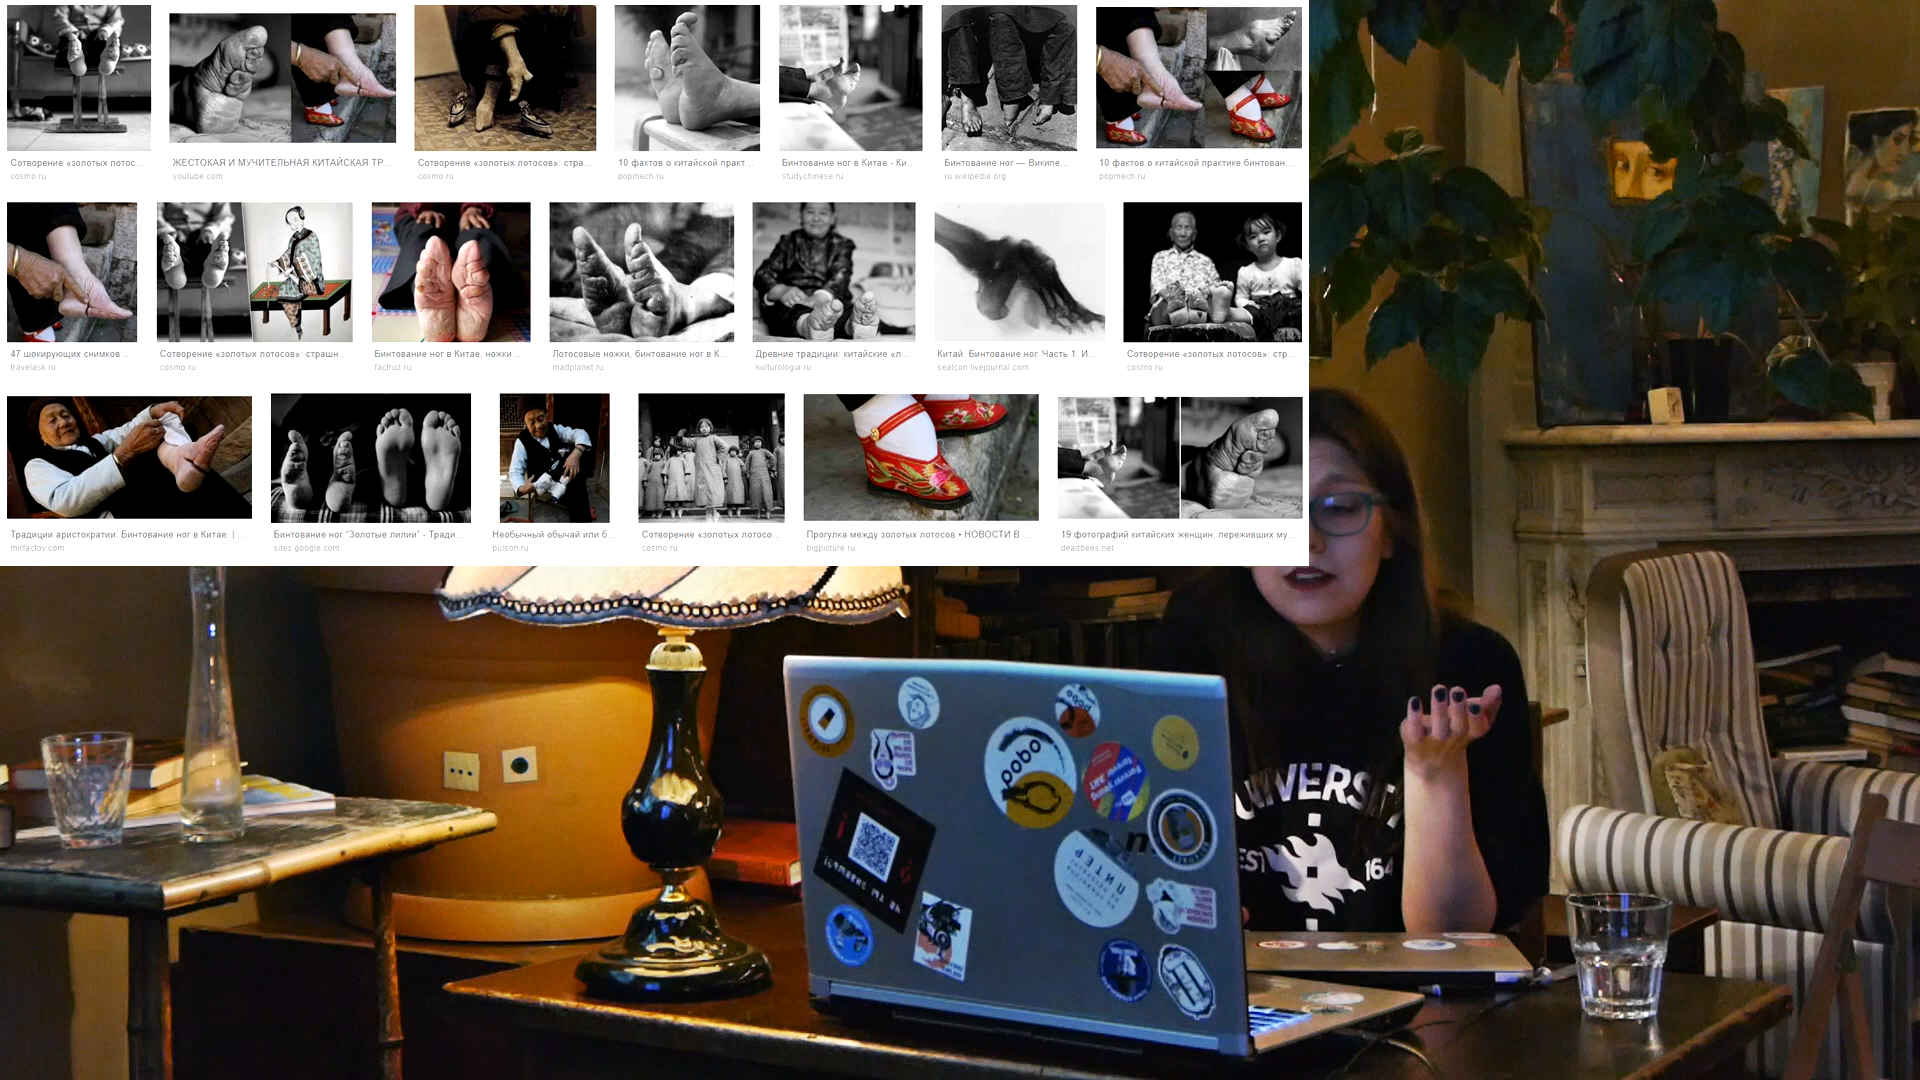 Сотворение «золотых лотос...
cosmo.ru
ЖЕСТОКАЯ И МУЧИТЕЛЬНАЯ КИТАЙСКАЯ ТР...
youtube.com
Сотворение «золотых лотосов»: стра...
cosmo.ru
10 фактов о китайской практ...
popmech.ru
Бинтование ног в Китае - Ки...
studychinese.ru
Бинтование ног — Википе...
ru.wikipedia.org
10 фактов о китайской практике бинтован...
popmech.ru
47 шокирующих снимков ...
travelask.ru
Сотворение «золотых лотосов»: страшн...
cosmo.ru
Бинтование ног в Китае, ножки ...
factruz.ru
Лотосовые ножки, бинтование ног в К...
madplanet.ru
Древние традиции: китайские «л...
kulturologia.ru
Китай. Бинтование ног. Часть 1. И...
sealcon.livejournal.com
Сотворение «золотых лотосов»: стр...
cosmo.ru
Традиции аристократии. Бинтование ног в Китае. | ...
mirfactov.com
Бинтование ног "Золотые лилии" - Тради...
sites.google.com
Необычный обычай или б...
pulson.ru
Сотворение «золотых лотосо...
cosmo.ru
Прогулка между золотых лотосов • НОВОСТИ В ...
bigpicture.ru
19 фотографий китайских женщин, переживших му...
deadbees.net
pobo
ПИТЕР
UNIVERSI
EST
164